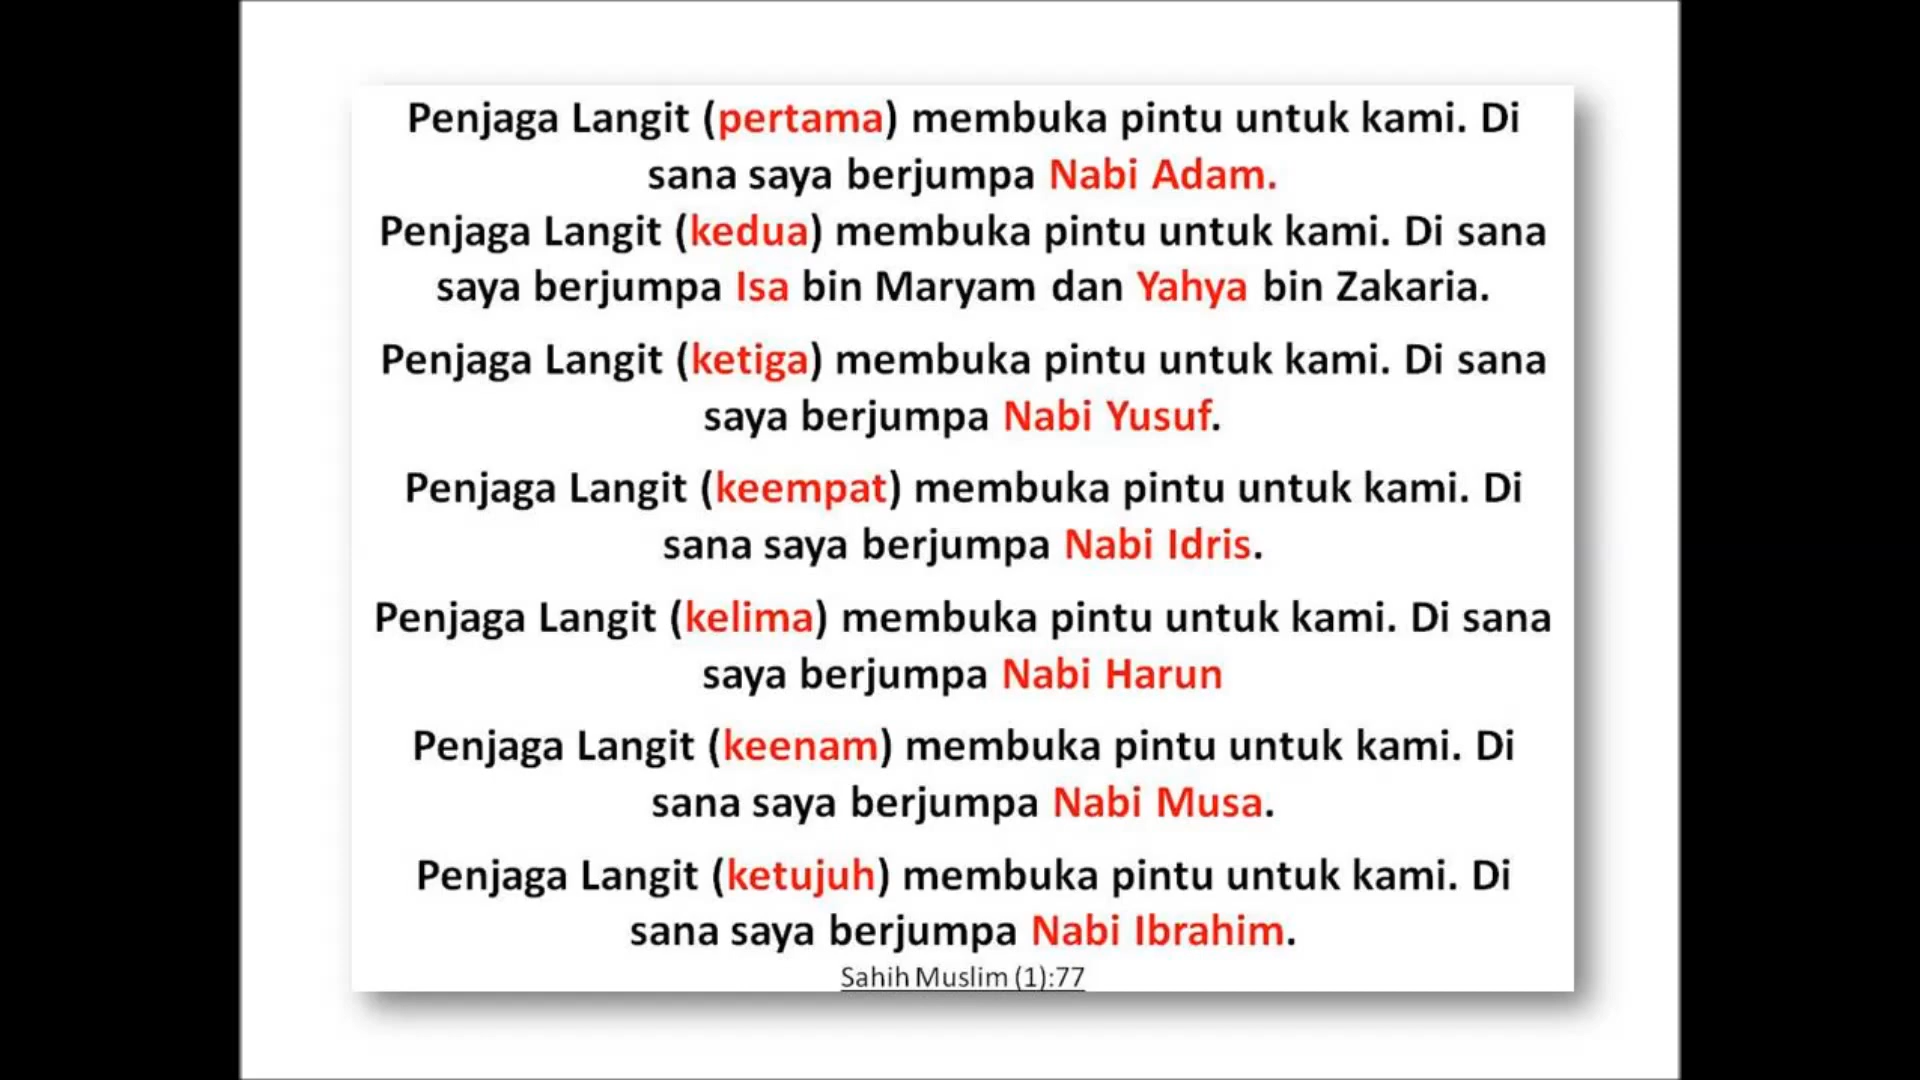 Penjaga Langit (pertama) membuka pintu untuk kami. Di
sana saya berjumpa Nabi Adam.
Penjaga Langit (kedua) membuka pintu untuk kami. Di sana
saya berjumpa Isa bin Maryam dan Yahya bin Zakaria.
Penjaga Langit (ketiga) membuka pintu untuk kami. Di sana
saya berjumpa Nabi Yusuf.
Penjaga Langit (keempat) membuka pintu untuk kami. Di
sana saya berjumpa Nabi Idris.
Penjaga Langit (kelima) membuka pintu untuk kami. Di sana
saya berjumpa Nabi Harun
Penjaga Langit (keenam) membuka pintu untuk kami. Di
sana saya berjumpa Nabi Musa.
Penjaga Langit (ketujuh) membuka pintu untuk kami. Di
sana saya berjumpa Nabi Ibrahim.
Sahih Muslim (1):77